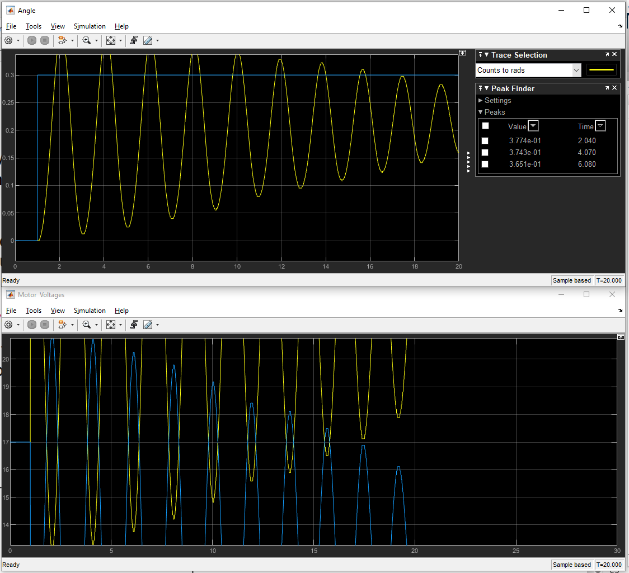 Angle
File Tools View Simulation Help
Trace Selection
Counts to rads
Peak Finder
Settings
Peaks
Value Time
3.774e-01 2.040
3.743e-01 4.070
3.651e-01 6.080
0.3
0.25
0.2
0.15
0.1
0.05
0
0 2 4 6 8 10 12 14 16 18 20
Ready Sample based T=20.000
Motor Voltages
File Tools View Simulation Help
20
19
18
17
16
15
14
0 5 10 15 20 25 30
Ready Sample based T=20.000